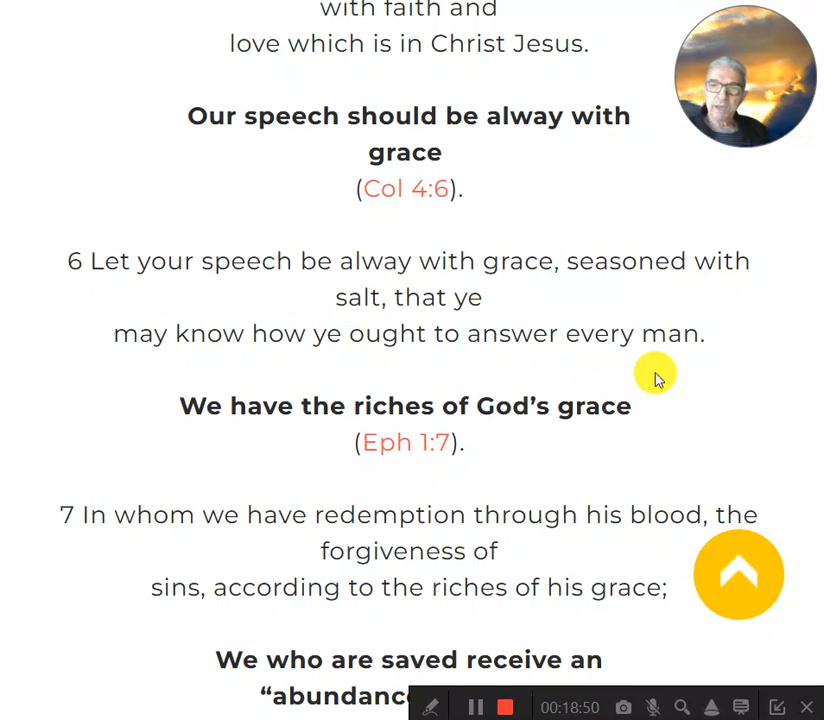 with faith and
love which is in Christ Jesus.
Our speech should be alway with
grace
(Col 4:6).
6 Let your speech be alway with grace, seasoned with
salt, that ye
may know how ye ought to answer every man.
We have the riches of God’s grace
(Eph 1:7).
7 In whom we have redemption through his blood, the
forgiveness of
sins, according to the riches of his grace;
We who are saved receive an
“abundanc
00:18:50